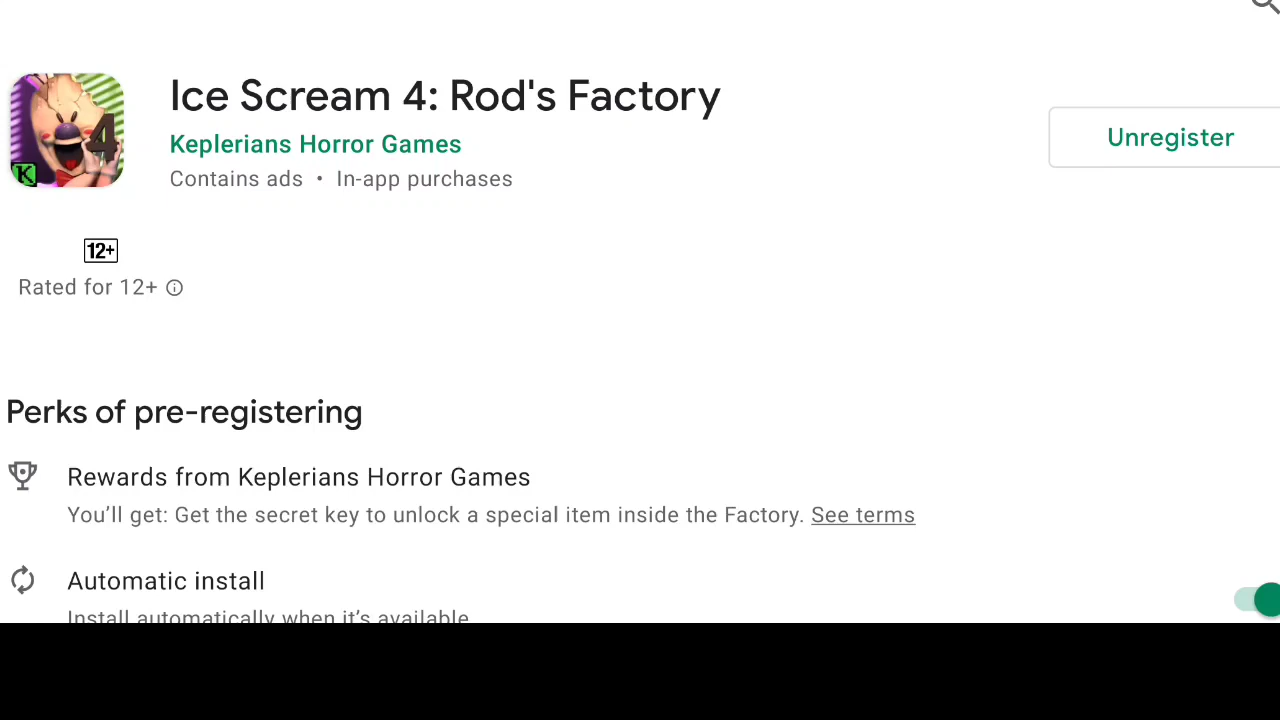 Ice Scream 4: Rod's Factory
Keplerians Horror Games
Contains ads • In-app purchases
Unregister
4
K
12+
Rated for 12+
Perks of pre-registering
Rewards from Keplerians Horror Games
You’ll get: Get the secret key to unlock a special item inside the Factory. See terms
Automatic install
Install automatically when it’s available